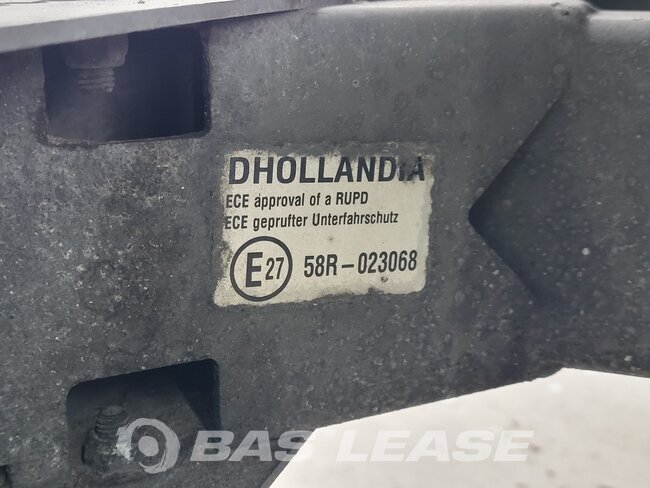 DHOLLANDIA
ECE approval of a RUPD
ECE geprufter Unterfahrschutz
E27 58R-023068
BAS LEASE